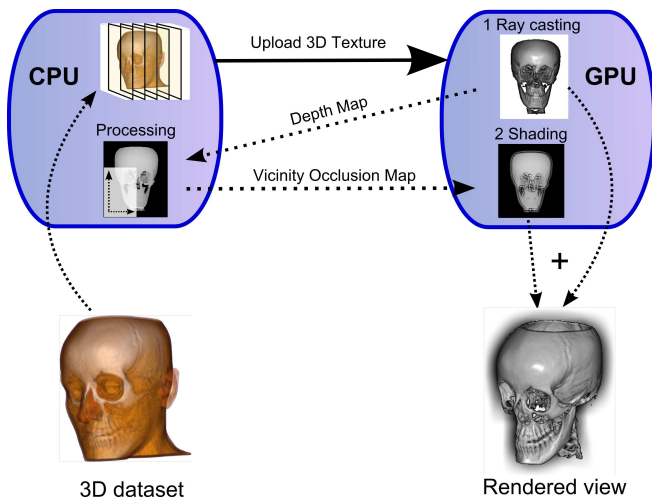 CPU
Upload 3D Texture
1 Ray casting
GPU
Depth Map
Processing
2 Shading
Vicinity Occlusion Map
+
3D dataset
Rendered view